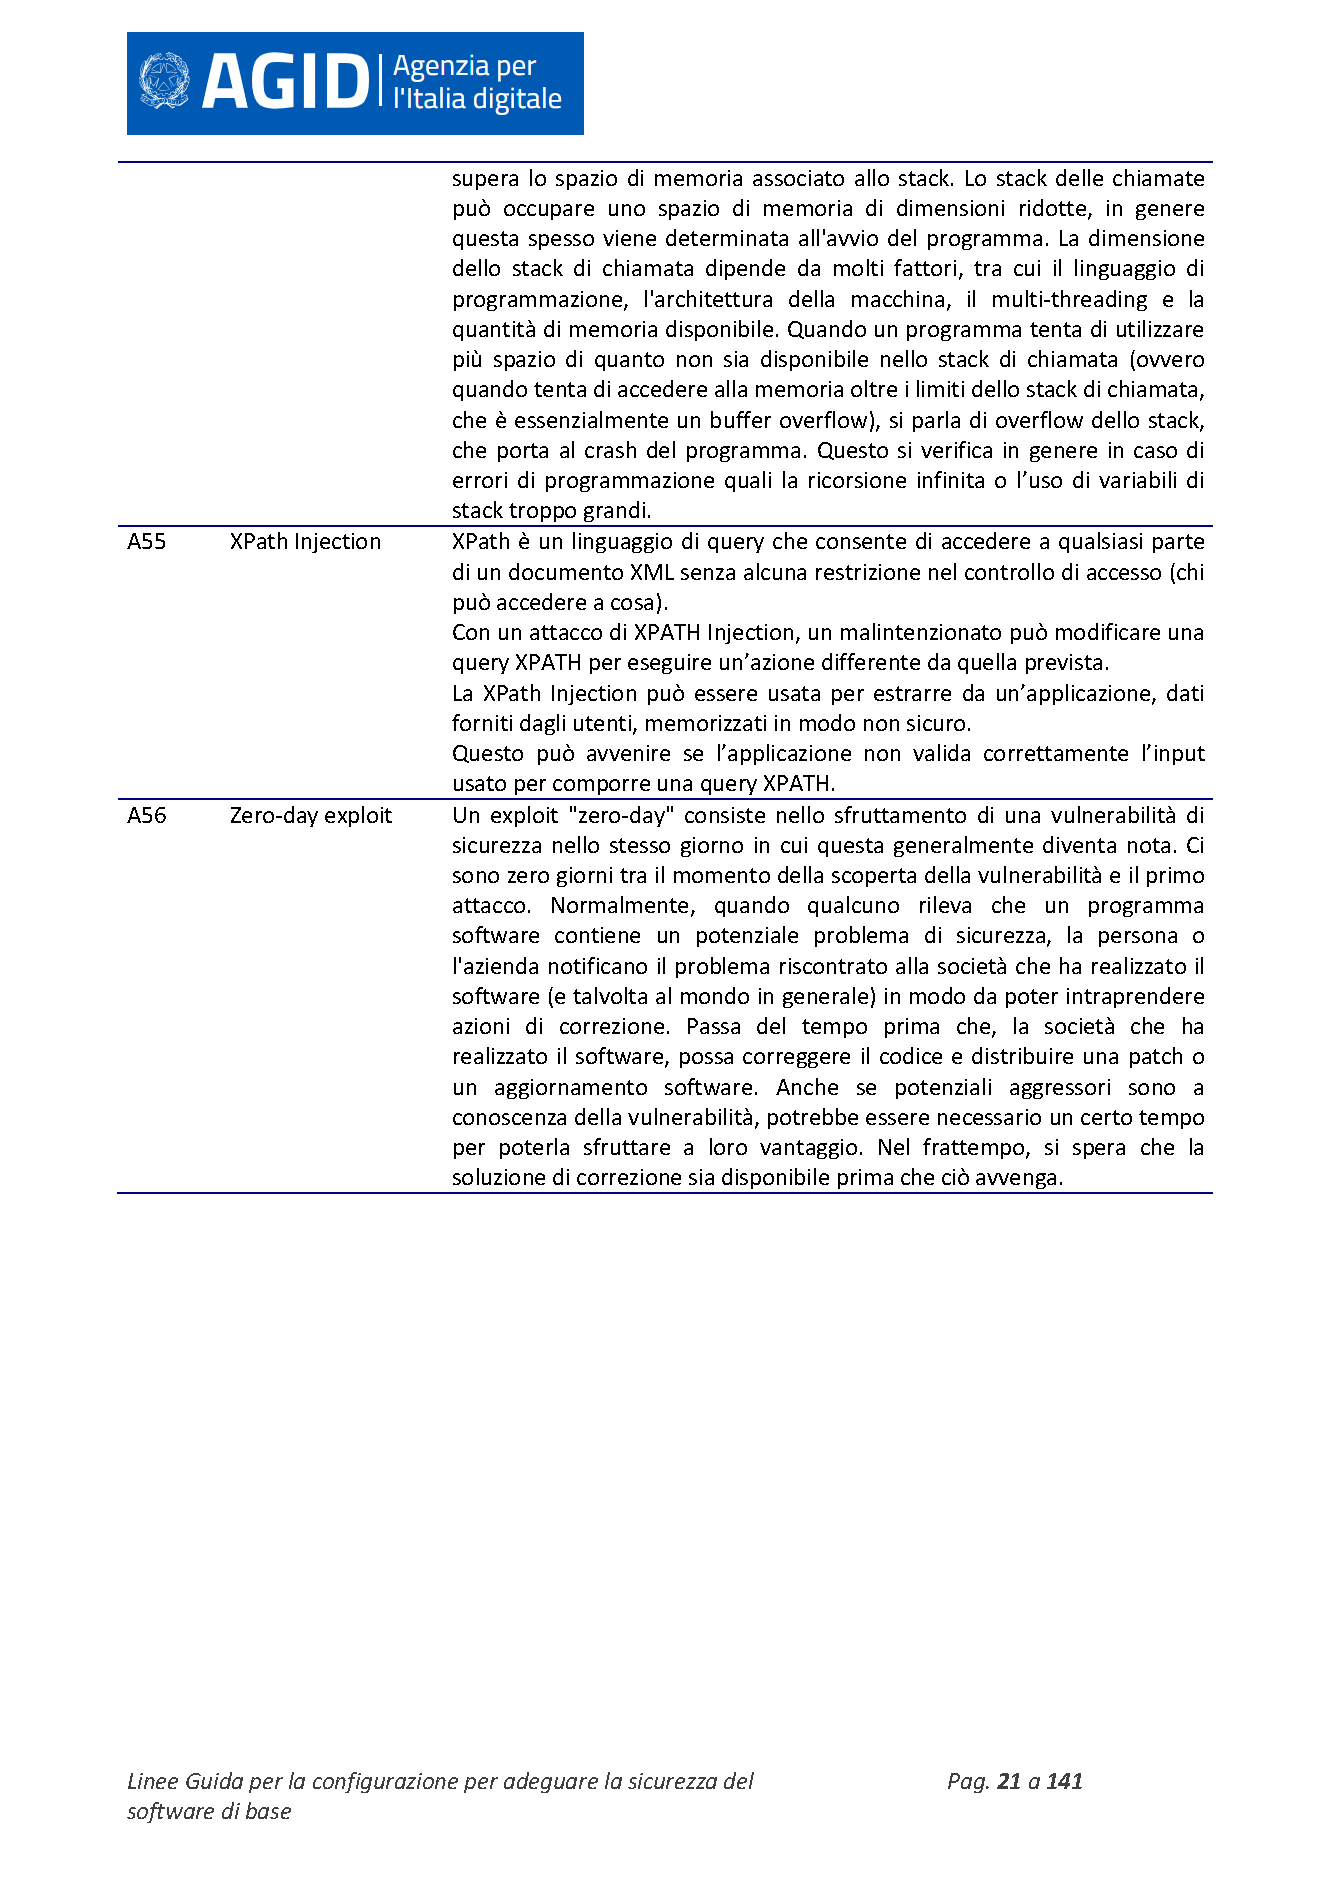 AGID
Agenzia per
l'Italia digitale
supera lo spazio di memoria associato allo stack. Lo stack delle chiamate
può occupare uno spazio di memoria di dimensioni ridotte, in genere
questa spesso viene determinata all'avvio del programma. La dimensione
dello stack di chiamata dipende da molti fattori, tra cui il linguaggio di
programmazione, l'architettura della macchina, il multi-threading e la
quantità di memoria disponibile. Quando un programma tenta di utilizzare
più spazio di quanto non sia disponibile nello stack di chiamata (ovvero
quando tenta di accedere alla memoria oltre i limiti dello stack di chiamata,
che è essenzialmente un buffer overflow), si parla di overflow dello stack,
che porta al crash del programma. Questo si verifica in genere in caso di
errori di programmazione quali la ricorsione infinita o l’uso di variabili di
stack troppo grandi.
A55 XPath Injection XPath è un linguaggio di query che consente di accedere a qualsiasi parte
di un documento XML senza alcuna restrizione nel controllo di accesso (chi
può accedere a cosa).
Con un attacco di XPATH Injection, un malintenzionato può modificare una
query XPATH per eseguire un’azione differente da quella prevista.
La XPath Injection può essere usata per estrarre da un’applicazione, dati
forniti dagli utenti, memorizzati in modo non sicuro.
Questo può avvenire se l’applicazione non valida correttamente l’input
usato per comporre una query XPATH.
A56 Zero-day exploit Un exploit "zero-day" consiste nello sfruttamento di una vulnerabilità di
sicurezza nello stesso giorno in cui questa generalmente diventa nota. Ci
sono zero giorni tra il momento della scoperta della vulnerabilità e il primo
attacco. Normalmente, quando qualcuno rileva che un programma
software contiene un potenziale problema di sicurezza, la persona o
l'azienda notificano il problema riscontrato alla società che ha realizzato il
software (e talvolta al mondo in generale) in modo da poter intraprendere
azioni di correzione. Passa del tempo prima che, la società che ha
realizzato il software, possa correggere il codice e distribuire una patch o
un aggiornamento software. Anche se potenziali aggressori sono a
conoscenza della vulnerabilità, potrebbe essere necessario un certo tempo
per poterla sfruttare a loro vantaggio. Nel frattempo, si spera che la
soluzione di correzione sia disponibile prima che ciò avvenga.
Linee Guida per la configurazione per adeguare la sicurezza del
software di base
Pag. 21 a 141